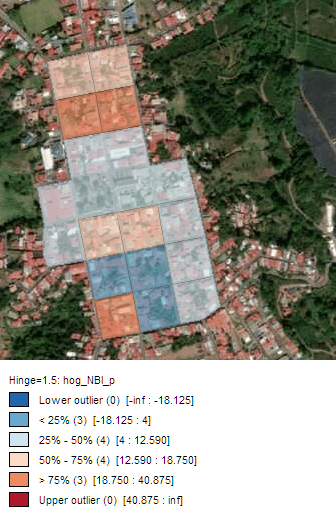 Hinge=1.5: hog_NBI_p
Lower outlier (0) [-inf : -18.125]
< 25% (3) [-18.125 : 4]
25% - 50% (4) [4 : 12.590]
50% - 75% (4) [12.590 : 18.750]
> 75% (3) [18.750 : 40.875]
Upper outlier (0) [40.875 : inf]